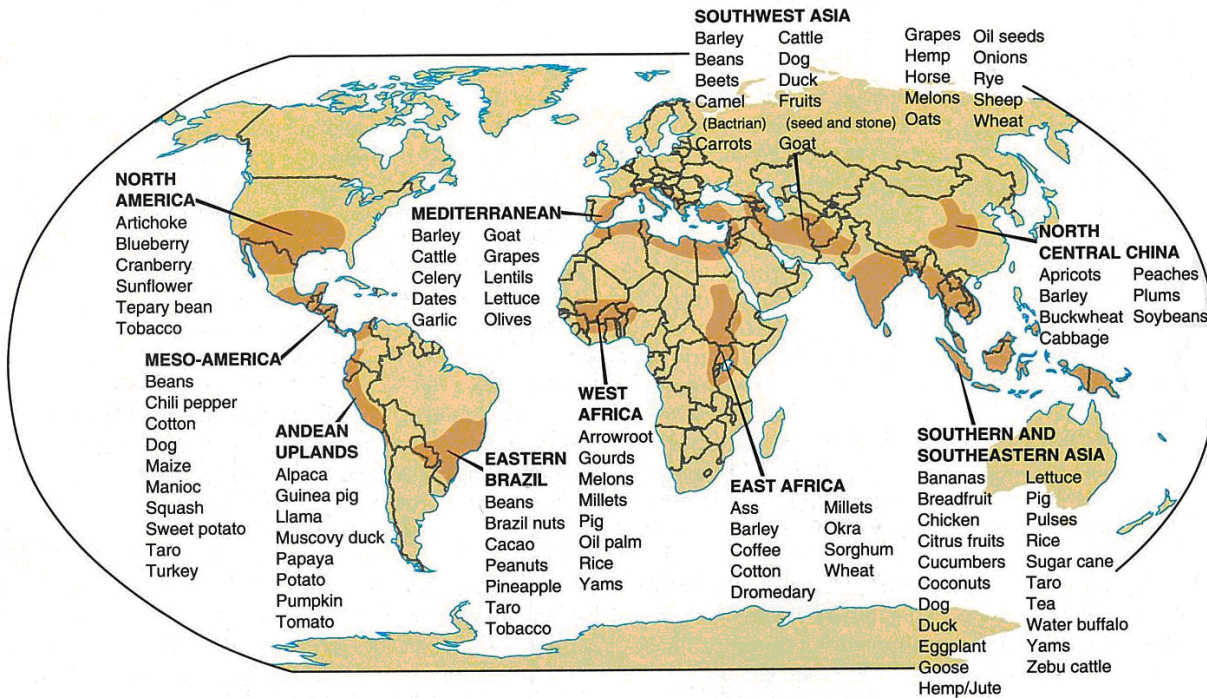 SOUTHWEST ASIA
Barley
Beans
Beets
Camel
(Bactrian)
Carrots
Cattle
Dog
Duck
Fruits
(seed and stone)
Goat
Grapes
Hemp
Horse
Melons
Oats
Oil seeds
Onions
Rye
Sheep
Wheat
NORTH
AMERICA
Artichoke
Blueberry
Cranberry
Sunflower
Tepary bean
Tobacco
MEDITERRANEAN
Barley
Cattle
Celery
Dates
Garlic
Goat
Grapes
Lentils
Lettuce
Olives
NORTH
CENTRAL CHINA
Apricots
Barley
Buckwheat
Cabbage
Peaches
Plums
Soybeans
MESO-AMERICA
Beans
Chili pepper
Cotton
Dog
Maize
Manioc
Squash
Sweet potato
Taro
Turkey
ANDEAN
UPLANDS
Alpaca
Guinea pig
Llama
Muscovy duck
Papaya
Potato
Pumpkin
Tomato
EASTERN
BRAZIL
Beans
Brazil nuts
Cacao
Peanuts
Pineapple
Taro
Tobacco
WEST
AFRICA
Arrowroot
Gourds
Melons
Millets
Pig
Oil palm
Rice
Yams
EAST AFRICA
Ass
Barley
Coffee
Cotton
Dromedary
Millets
Okra
Sorghum
Wheat
SOUTHERN AND
SOUTHEASTERN ASIA
Bananas
Breadfruit
Chicken
Citrus fruits
Cucumbers
Coconuts
Dog
Duck
Eggplant
Goose
Hemp/Jute
Lettuce
Pig
Pulses
Rice
Sugar cane
Taro
Tea
Water buffalo
Yams
Zebu cattle